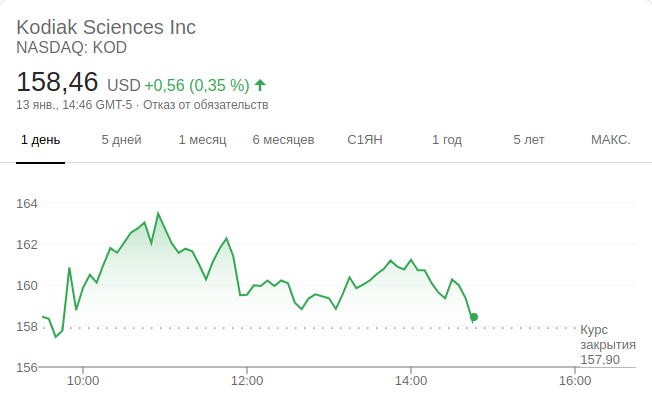 Kodiak Sciences Inc
NASDAQ: KOD
158,46 USD +0,56 (0,35 %)
13 янв., 14:46 GMT-5 · Отказ от обязательств
1 день 5 дней 1 месяц 6 месяцев С1ЯН 1 год 5 лет МАКС.
164
162
160
158
156
Курс
закрытия
157,90
10:00 12:00 14:00 16:00